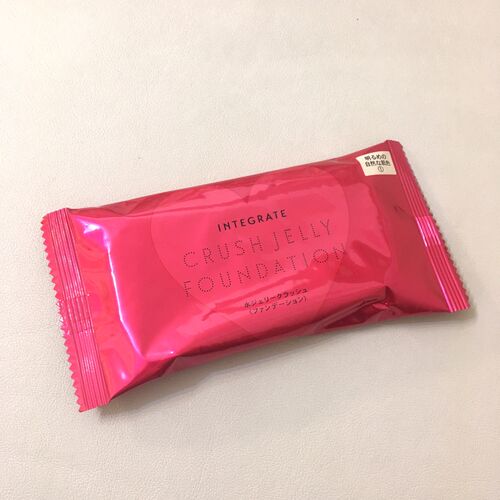 明るめの
自然な肌色
①
INTEGRATE
CRUSH JELLY
FOUNDATION
水ジェリークラッシュ
(ファンデーション)